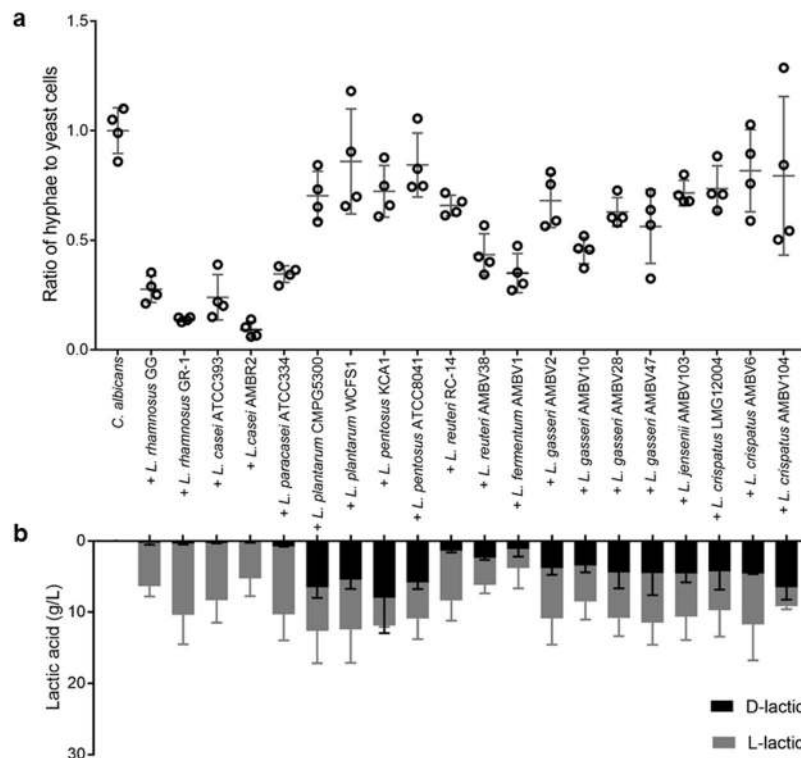 a
Ratio of hyphae to yeast cells
1.5
1.0
0.5
0.0
C. albicans
+ L. rhamnosus GG
+ L. rhamnosus GR-1
+ L. casei ATCC393
+ L.casei AMBR2
+ L. paracasei ATCC334
+ L. plantarum CMPG5300
+ L. plantarum WCFS1
+ L. pentosus KCA1
+ L. pentosus ATCC8041
+ L. reuteri RC-14
+ L. reuteri AMBV38
+ L. fermentum AMBV1
+ L. gasseri AMBV2
+ L. gasseri AMBV10
+ L. gasseri AMBV28
+ L. gasseri AMBV47
+ L. jensenii AMBV103
+ L. crispatus LMG12004
+ L. crispatus AMBV6
+ L. crispatus AMBV104
b
Lactic acid (g/L)
0
10
20
30
D-lactic
L-lactic